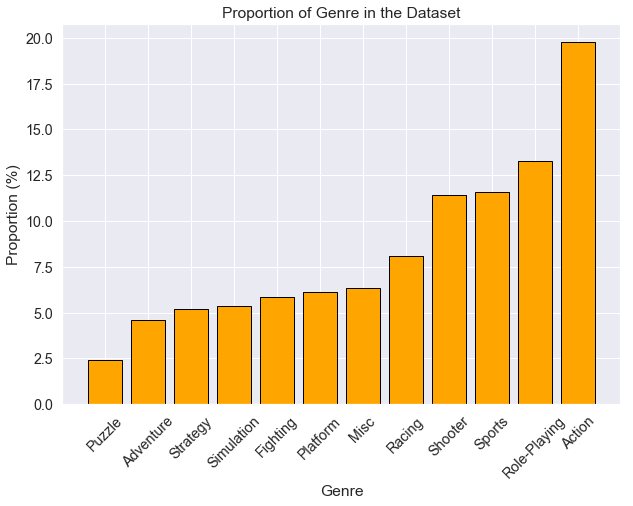 Proportion of Genre in the Dataset
20.0
17.5
15.0
12.5
10.0
7.5
5.0
2.5
0.0
Proportion (%)
Puzzle
Adventure
Strategy
Simulation
Fighting
Platform
Misc
Racing
Shooter
Sports
Role-Playing
Action
Genre